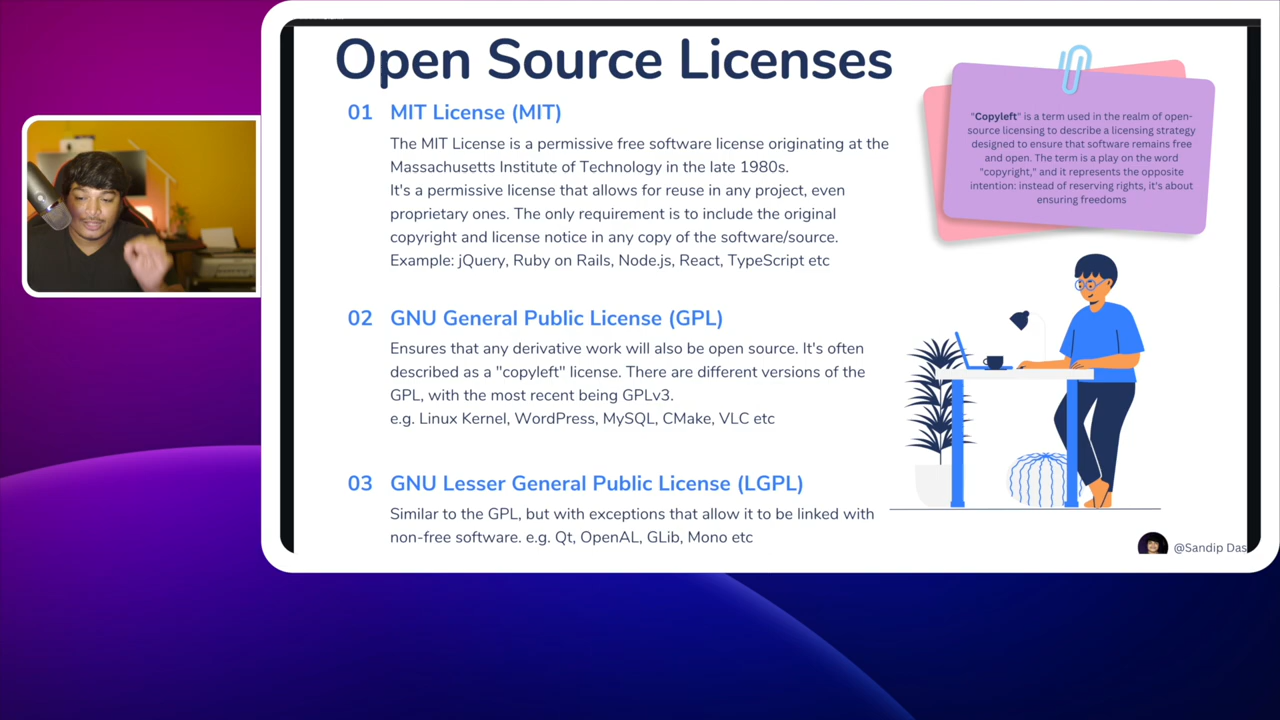 Open Source Licenses
01 MIT License (MIT)
The MIT License is a permissive free software license originating at the
Massachusetts Institute of Technology in the late 1980s.
It's a permissive license that allows for reuse in any project, even
proprietary ones. The only requirement is to include the original
copyright and license notice in any copy of the software/source.
Example: jQuery, Ruby on Rails, Node.js, React, TypeScript etc
02 GNU General Public License (GPL)
Ensures that any derivative work will also be open source. It's often
described as a "copyleft" license. There are different versions of the
GPL, with the most recent being GPLv3.
e.g. Linux Kernel, WordPress, MySQL, CMake, VLC etc
03 GNU Lesser General Public License (LGPL)
Similar to the GPL, but with exceptions that allow it to be linked with
non-free software. e.g. Qt, OpenAL, GLib, Mono etc
"Copyleft" is a term used in the realm of open-
source licensing to describe a licensing strategy
designed to ensure that software remains free
and open. The term is a play on the word
"copyright," and it represents the opposite
intention: instead of reserving rights, it's about
ensuring freedoms
@Sandip Das